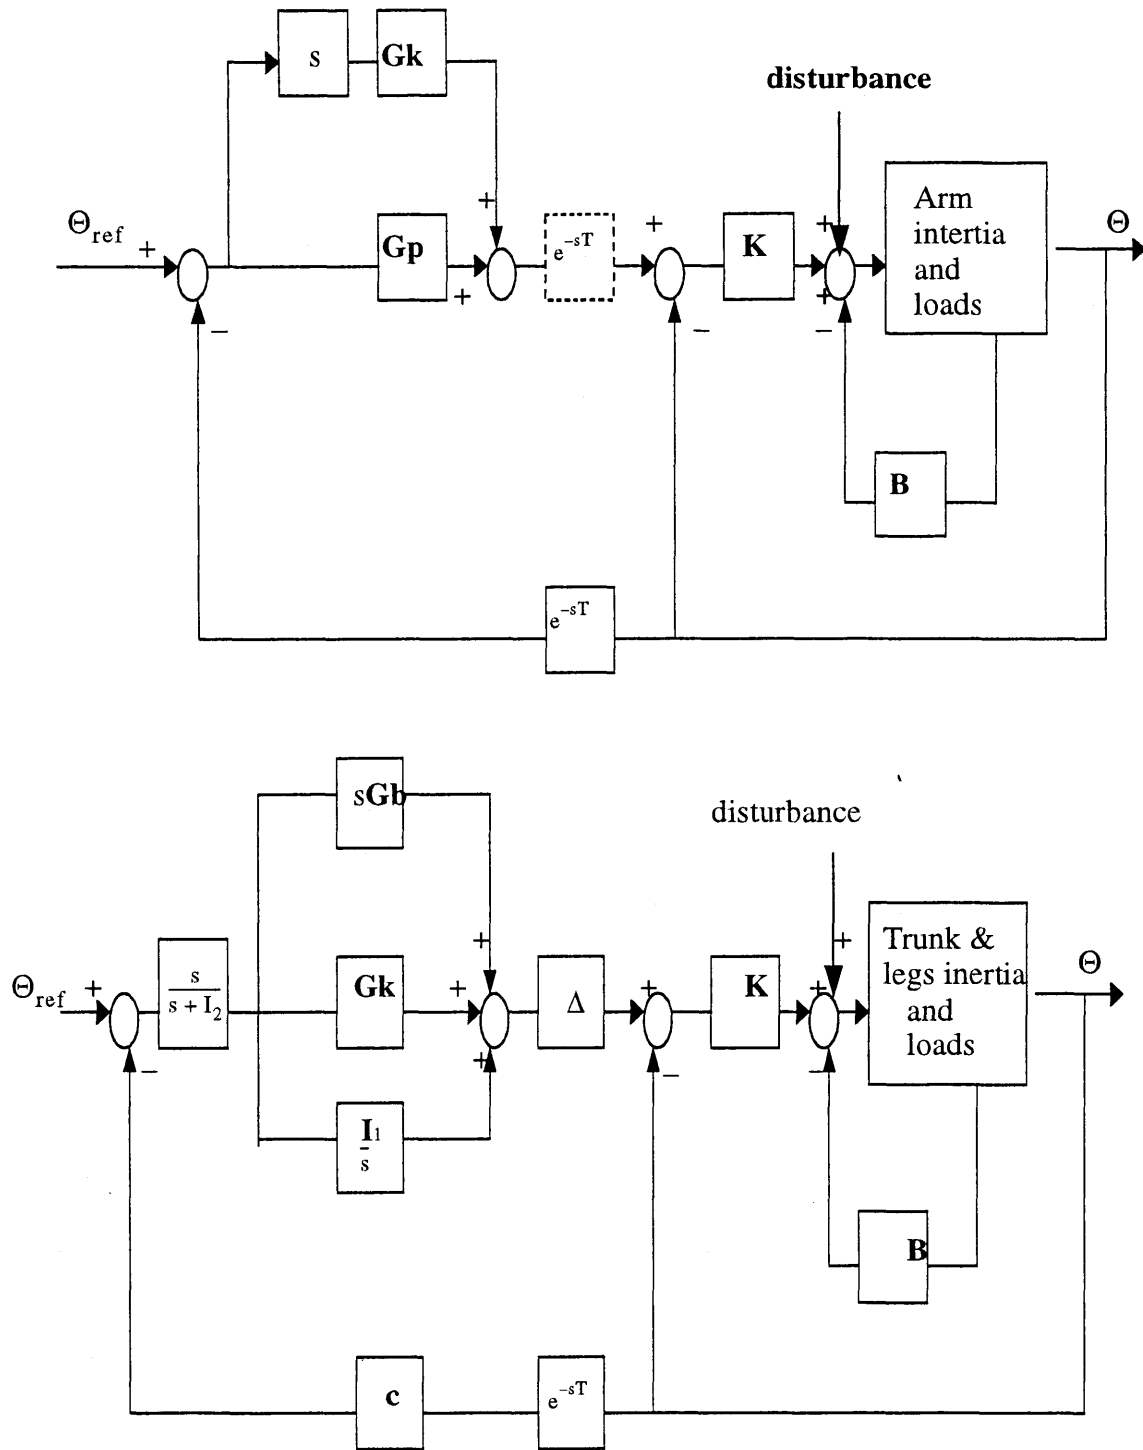 s
Gk
disturbance
Θref
+
+
Gp
+
e^-sT
+
K
+
+
Arm
intertia
and
loads
Θ
−
−
−
B
e^-sT
sGb
disturbance
+
+
Trunk &
legs inertia
and
loads
Θ
Θref
+
s
s + I2
Gk
+
Δ
+
K
+
−
+
−
−
I1
s
B
c
e^-sT